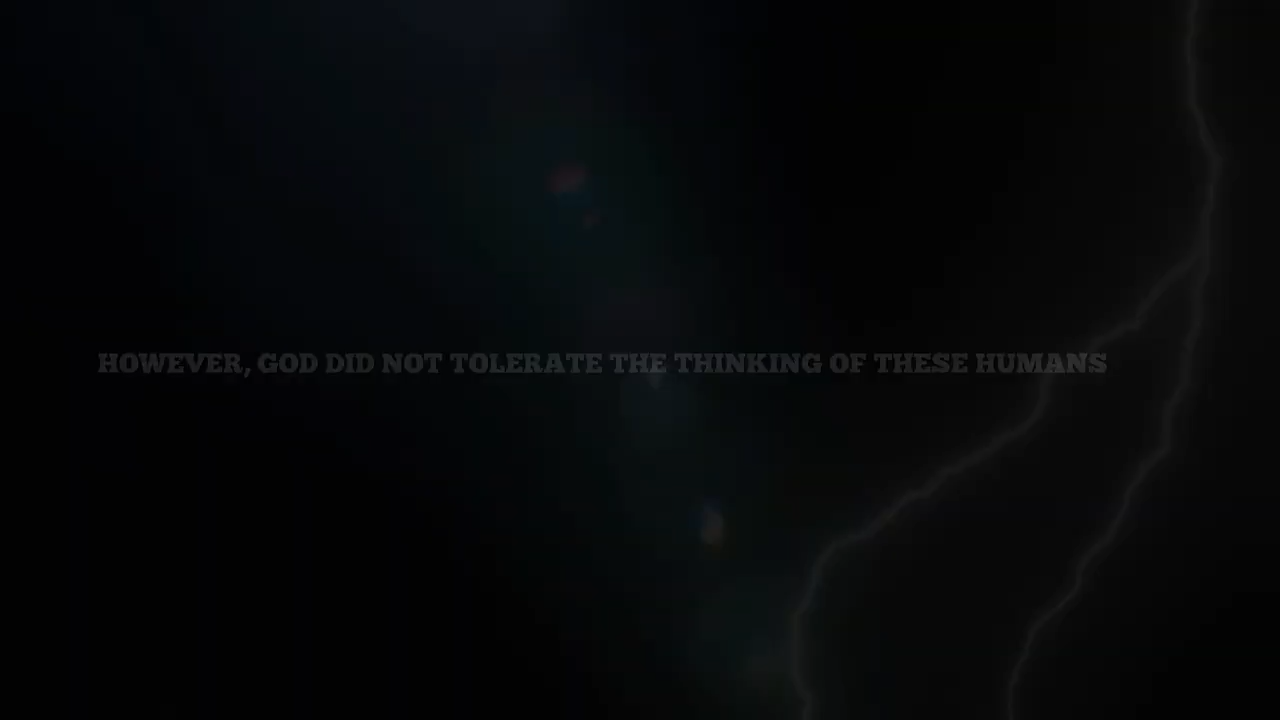 HOWEVER, GOD DID NOT TOLERATE THE THINKING OF THESE HUMANS